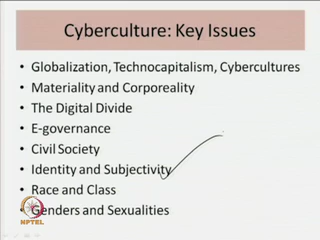 Cyberculture: Key Issues
• Globalization, Technocapitalism, Cybercultures
• Materiality and Corporeality
• The Digital Divide
• E-governance
• Civil Society
• Identity and Subjectivity
• Race and Class
• Genders and Sexualities
NPTEL